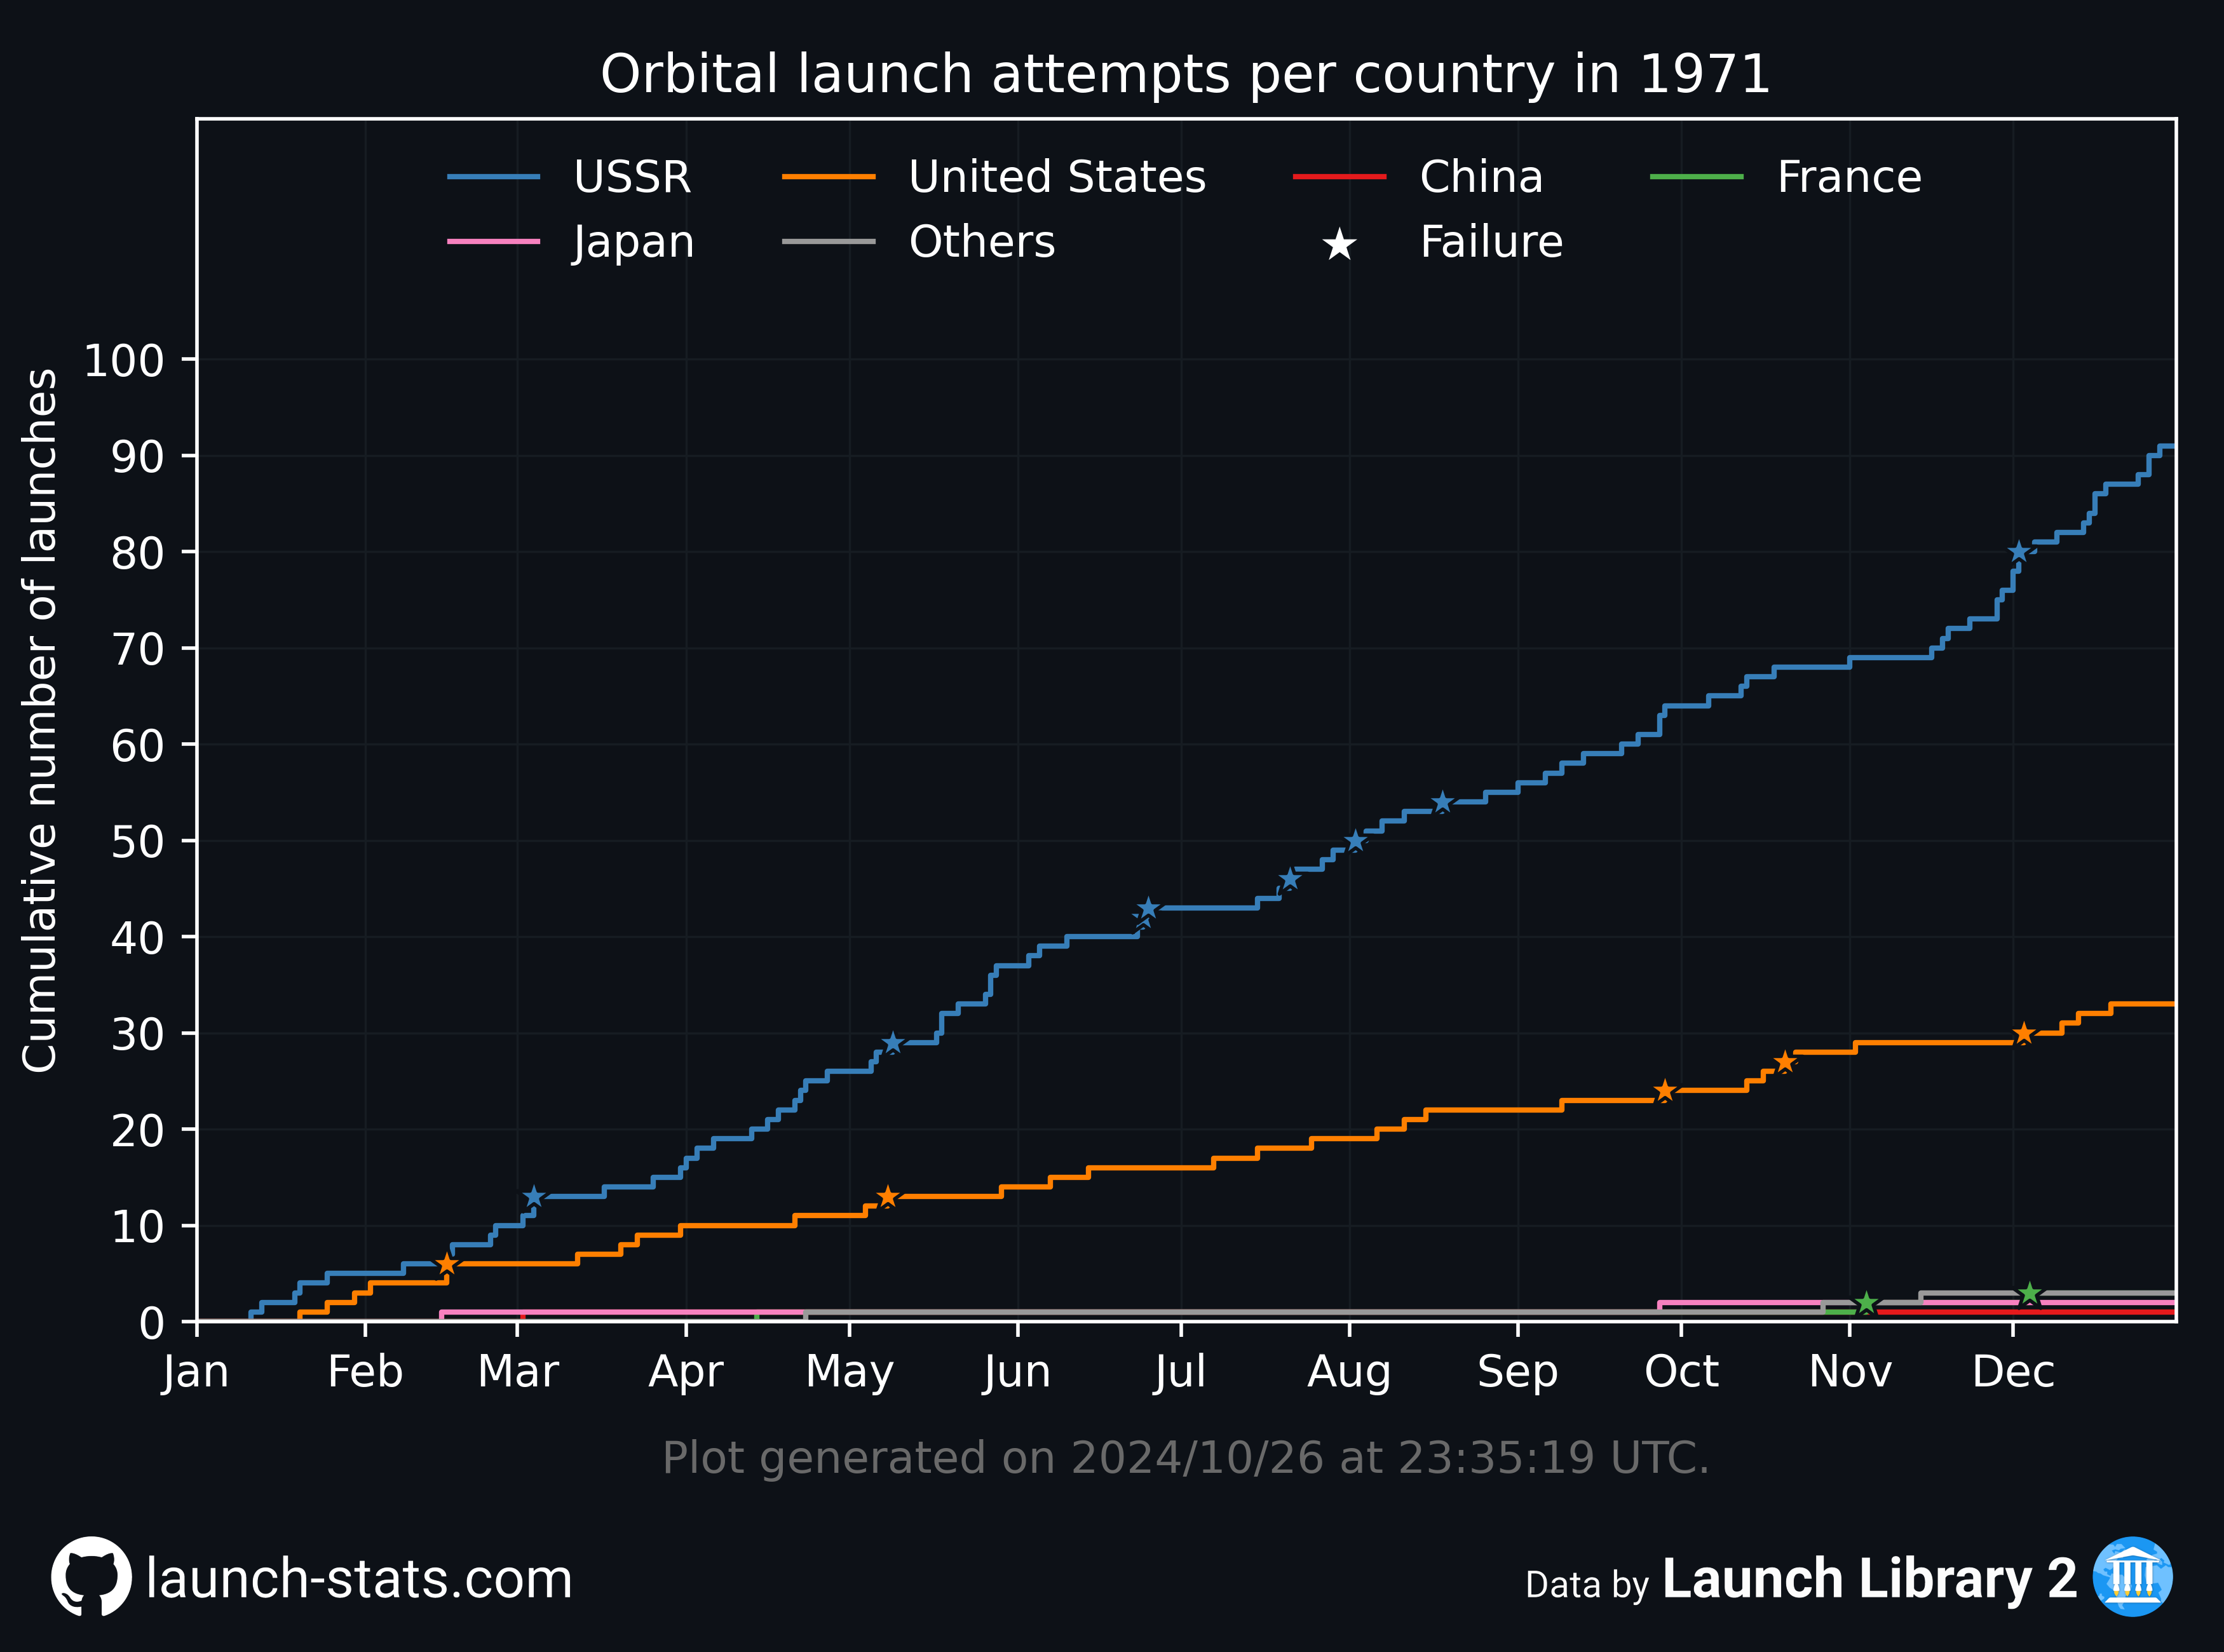 Orbital launch attempts per country in 1971
USSR United States China France
Japan Others Failure
Cumulative number of launches
100
90
80
70
60
50
40
30
20
10
0
Jan Feb Mar Apr May Jun Jul Aug Sep Oct Nov Dec
Plot generated on 2024/10/26 at 23:35:19 UTC.
launch-stats.com
Data by Launch Library 2